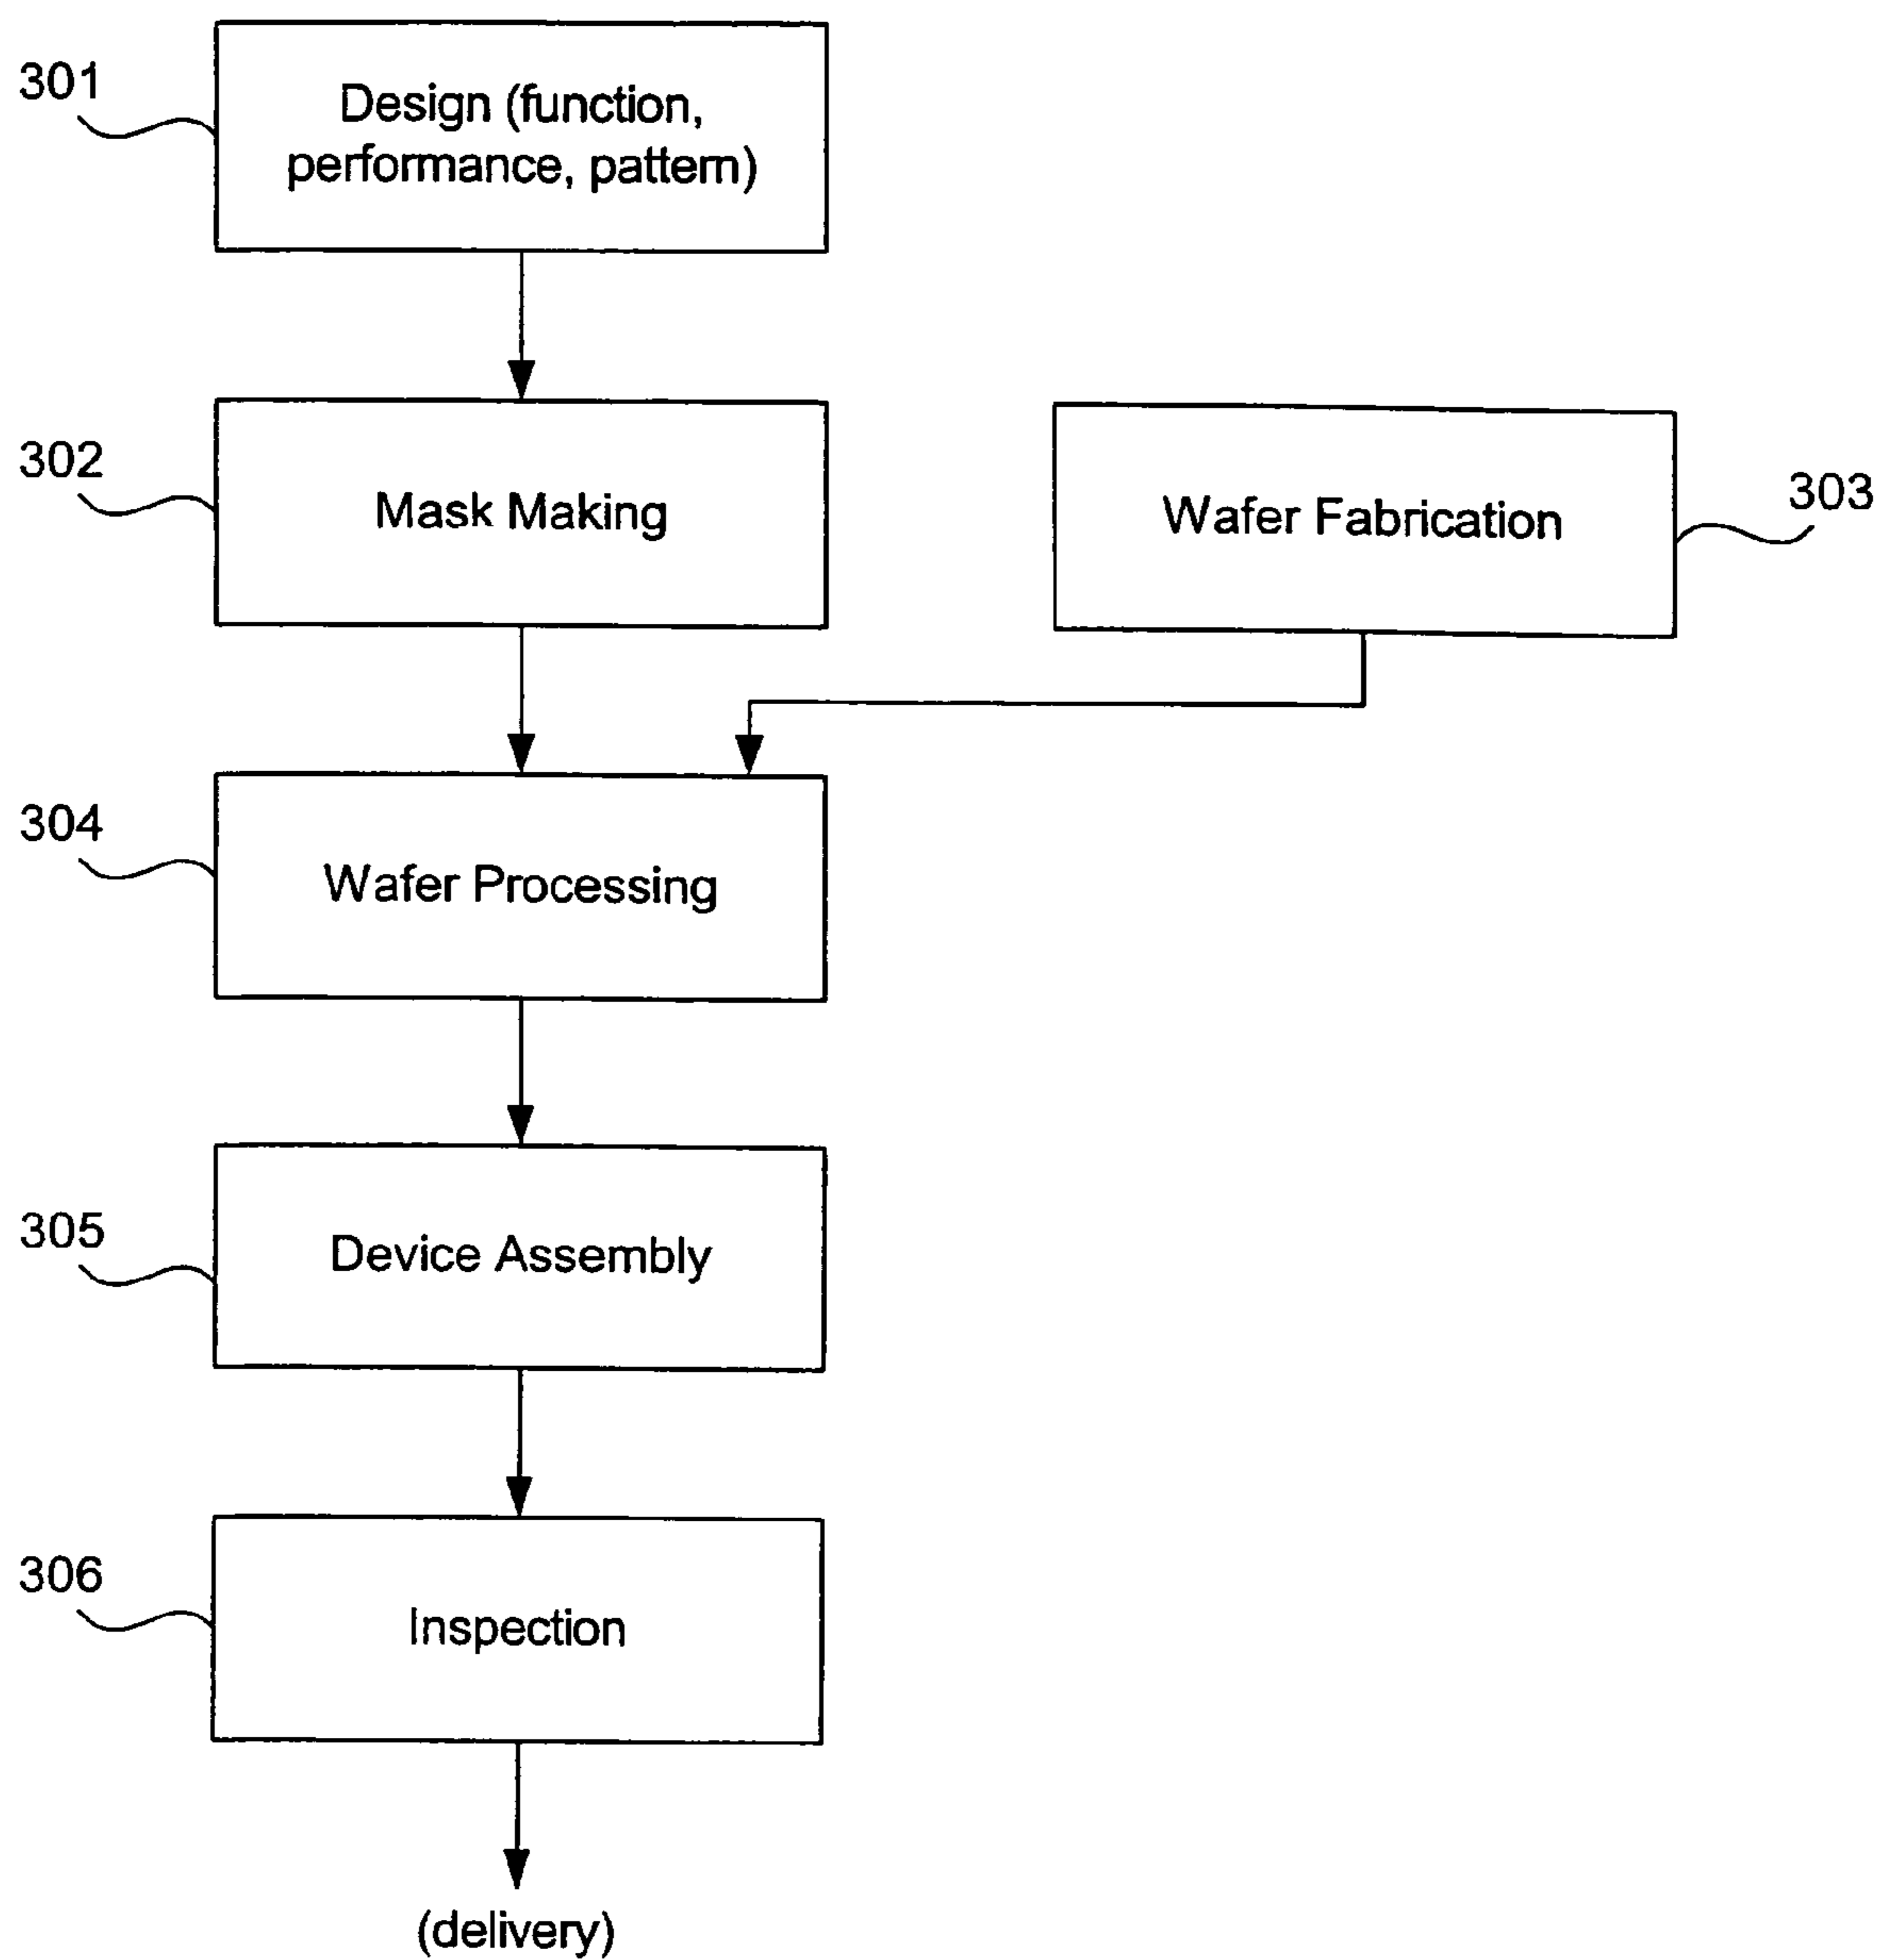 301
Design (function,
performance, pattern)
302
Mask Making
Wafer Fabrication
303
304
Wafer Processing
305
Device Assembly
306
Inspection
(delivery)